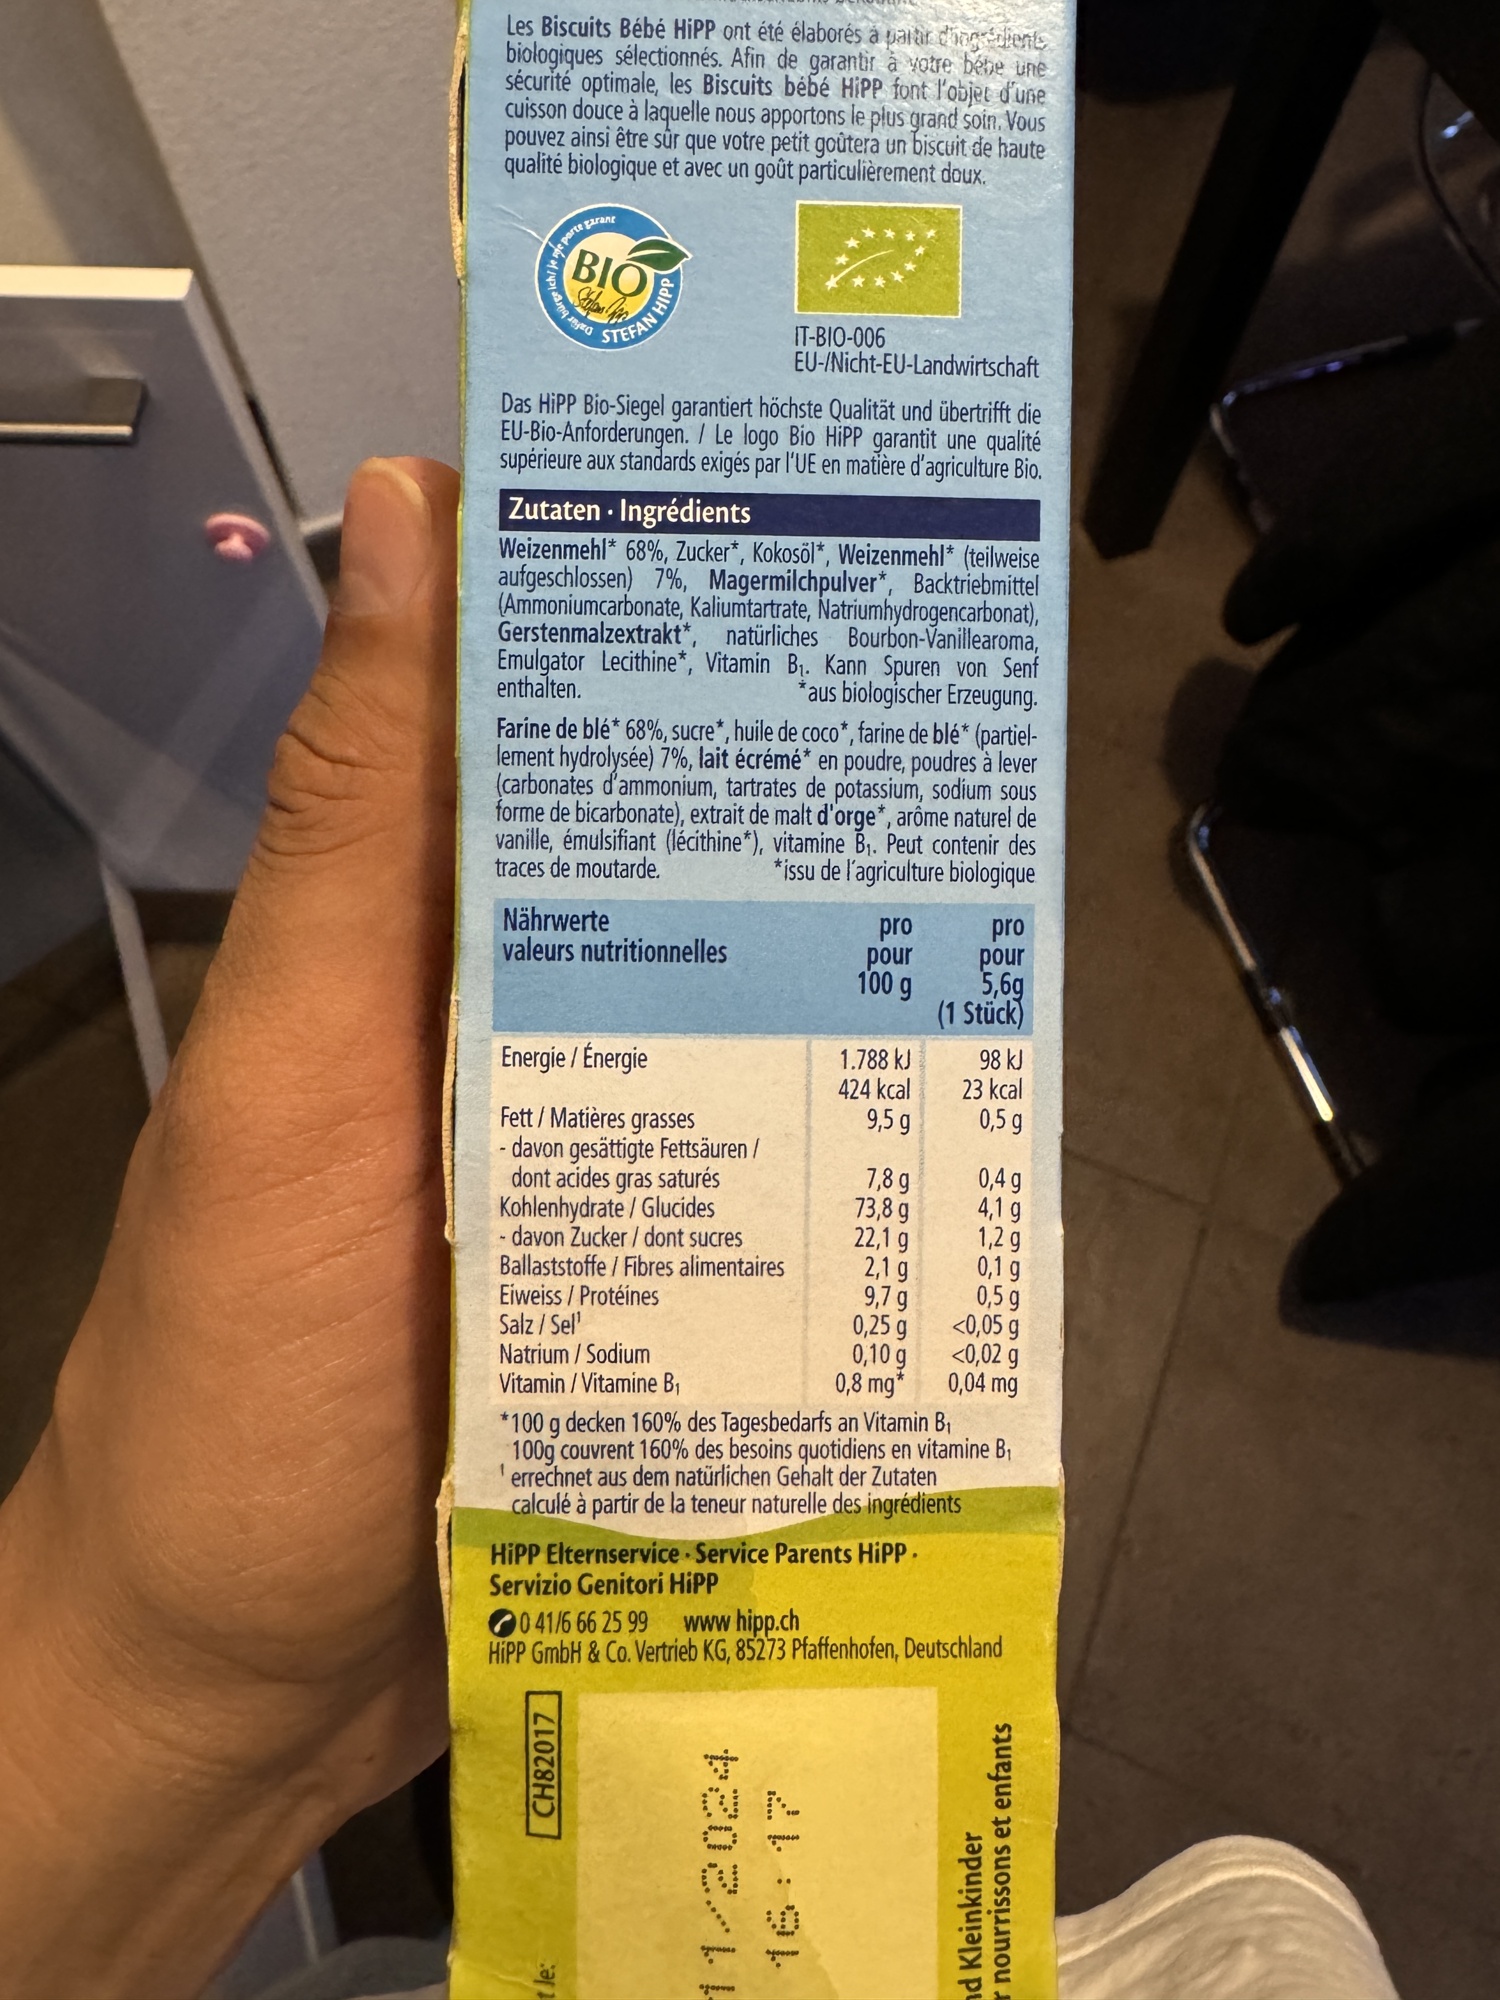 Les Biscuits Bébé HiPP ont été élaborés à partir d'ingrédients
biologiques sélectionnés. Afin de garantir à votre bébé une
sécurité optimale, les Biscuits bébé HiPP font l'objet d'une
cuisson douce à laquelle nous apportons le plus grand soin. Vous
pouvez ainsi être sûr que votre petit goûtera un biscuit de haute
qualité biologique et avec un goût particulièrement doux.
Dafür bürge ich / Je me porte garant
BIO
STEFAN HIPP
IT-BIO-006
EU-/Nicht-EU-Landwirtschaft
Das HiPP Bio-Siegel garantiert höchste Qualität und übertrifft die
EU-Bio-Anforderungen. / Le logo Bio HiPP garantit une qualité
supérieure aux standards exigés par l'UE en matière d'agriculture Bio.
Zutaten · Ingrédients
Weizenmehl* 68%, Zucker*, Kokosöl*, Weizenmehl* (teilweise
aufgeschlossen) 7%, Magermilchpulver*, Backtriebmittel
(Ammoniumcarbonate, Kaliumtartrate, Natriumhydrogencarbonat),
Gerstenmalzextrakt*, natürliches Bourbon-Vanillearoma,
Emulgator Lecithine*, Vitamin B₁. Kann Spuren von Senf
enthalten. *aus biologischer Erzeugung.
Farine de blé* 68%, sucre*, huile de coco*, farine de blé* (partiel-
lement hydrolysée) 7%, lait écrémé* en poudre, poudres à lever
(carbonates d'ammonium, tartrates de potassium, sodium sous
forme de bicarbonate), extrait de malt d'orge*, arôme naturel de
vanille, émulsifiant (lécithine*), vitamine B₁. Peut contenir des
traces de moutarde. *issu de l'agriculture biologique
Nährwerte pro pro
valeurs nutritionnelles pour pour
100 g 5,6g
(1 Stück)
Energie / Énergie 1.788 kJ 98 kJ
424 kcal 23 kcal
Fett / Matières grasses 9,5 g 0,5 g
- davon gesättigte Fettsäuren /
dont acides gras saturés 7,8 g 0,4 g
Kohlenhydrate / Glucides 73,8 g 4,1 g
- davon Zucker / dont sucres 22,1 g 1,2 g
Ballaststoffe / Fibres alimentaires 2,1 g 0,1 g
Eiweiss / Protéines 9,7 g 0,5 g
Salz / Sel¹ 0,25 g <0,05 g
Natrium / Sodium 0,10 g <0,02 g
Vitamin / Vitamine B₁ 0,8 mg* 0,04 mg
*100 g decken 160% des Tagesbedarfs an Vitamin B₁
100g couvrent 160% des besoins quotidiens en vitamine B₁
¹ errechnet aus dem natürlichen Gehalt der Zutaten
calculé à partir de la teneur naturelle des ingrédients
HiPP Elternservice · Service Parents HiPP ·
Servizio Genitori HiPP
0 41/6 66 25 99 www hipp.ch
HiPP GmbH & Co. Vertrieb KG, 85273 Pfaffenhofen, Deutschland
CH82017
t le:
11/2024
16:17
nd Kleinkinder
r nourrissons et enfants